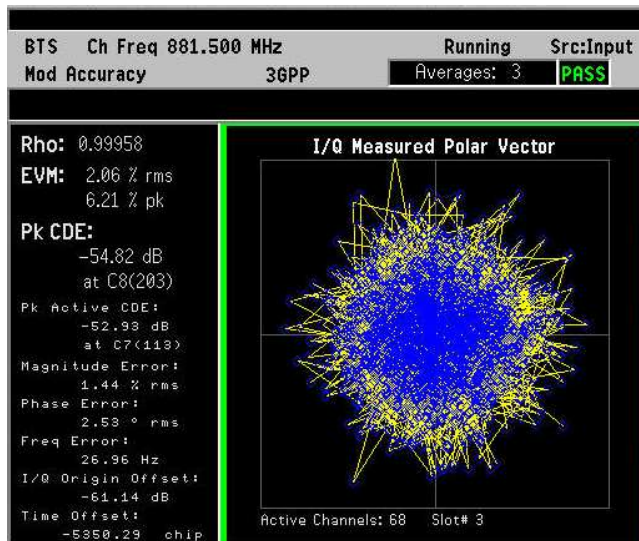 BTS Ch Freq 881.500 MHz Running Src:Input
Mod Accuracy 3GPP Averages: 3 PASS
Rho: 0.99958
EVM: 2.06 % rms
6.21 % pk
Pk CDE:
-54.82 dB
at C8(203)
Pk Active CDE:
-52.93 dB
at C7(113)
Magnitude Error:
1.44 % rms
Phase Error:
2.53 ° rms
Freq Error:
26.96 Hz
I/Q Origin Offset:
-61.14 dB
Time Offset:
-5350.29 chip
I/Q Measured Polar Vector
Active Channels: 68 Slot# 3